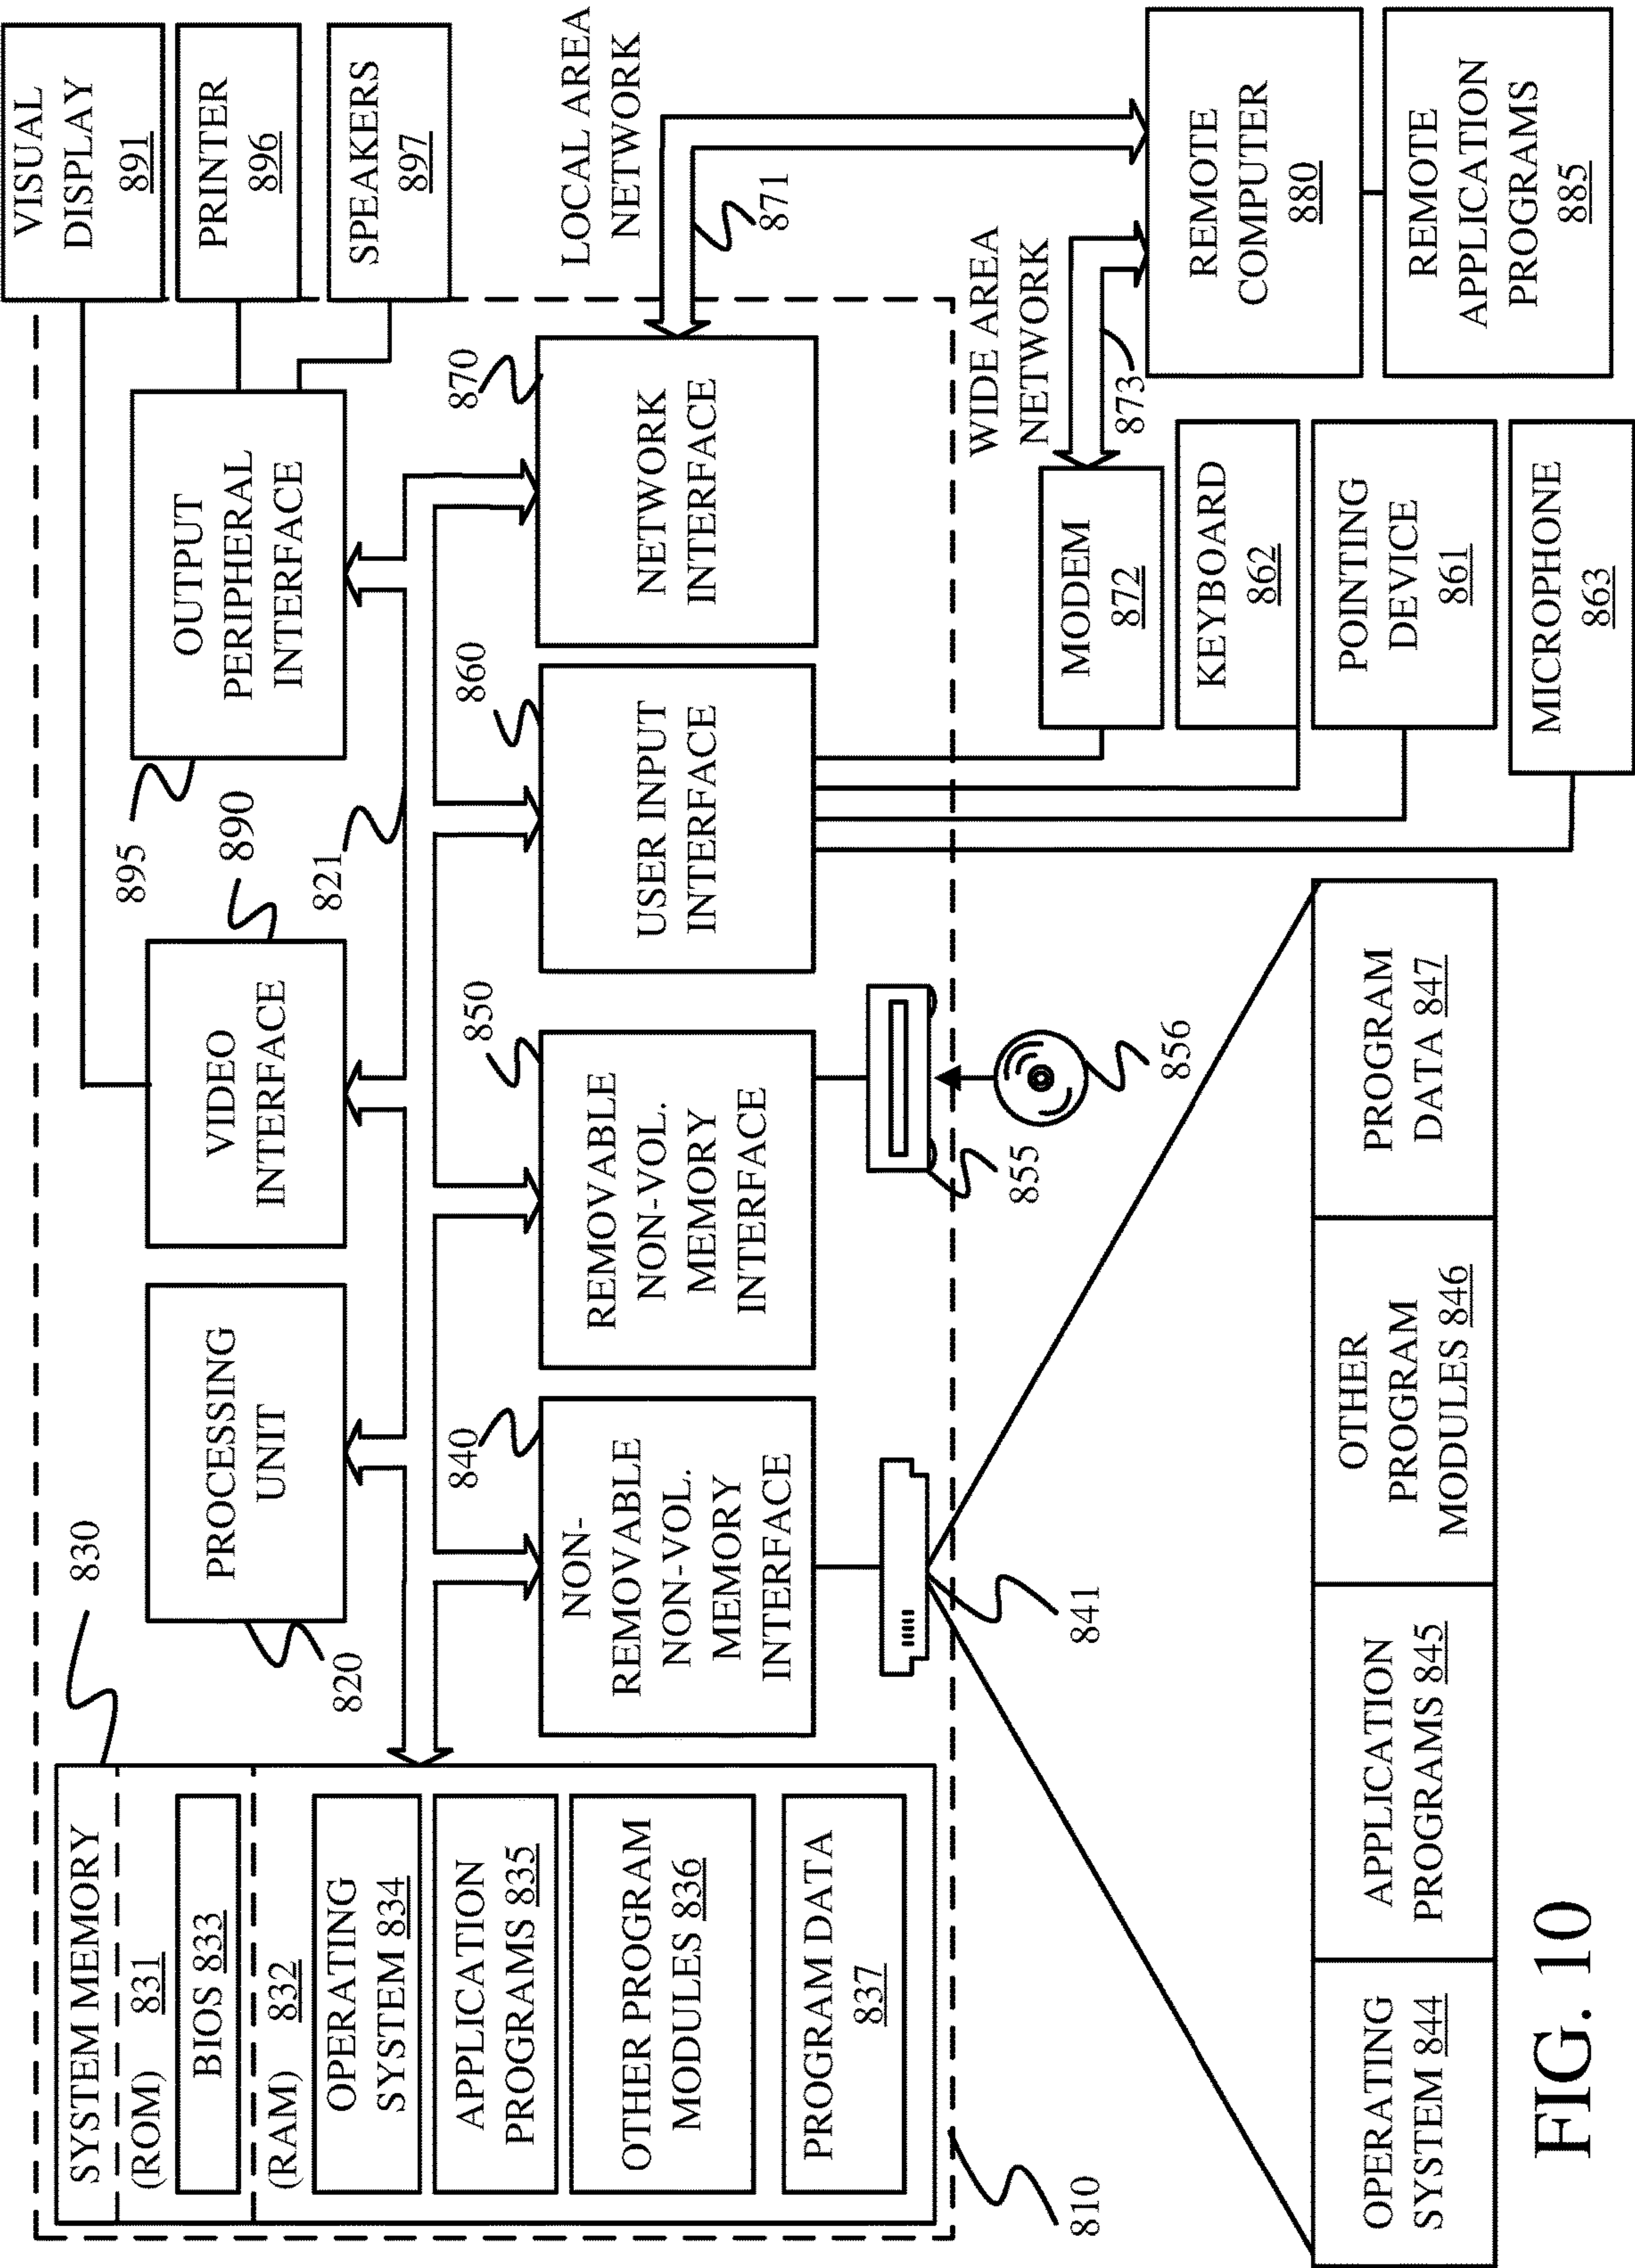 SYSTEM MEMORY
(ROM) 831
BIOS 833
(RAM) 832
OPERATING
SYSTEM 834
APPLICATION
PROGRAMS 835
OTHER PROGRAM
MODULES 836
PROGRAM DATA
837
810
830
820
PROCESSING
UNIT
VIDEO
INTERFACE
890
821
895
OUTPUT
PERIPHERAL
INTERFACE
VISUAL
DISPLAY
891
PRINTER
896
SPEAKERS
897
840
NON-
REMOVABLE
NON-VOL.
MEMORY
INTERFACE
850
REMOVABLE
NON-VOL.
MEMORY
INTERFACE
860
USER INPUT
INTERFACE
870
NETWORK
INTERFACE
LOCAL AREA
NETWORK
871
841
855
856
WIDE AREA
NETWORK
873
MODEM
872
KEYBOARD
862
POINTING
DEVICE
861
MICROPHONE
863
REMOTE
COMPUTER
880
REMOTE
APPLICATION
PROGRAMS
885
OPERATING
SYSTEM 844
APPLICATION
PROGRAMS 845
OTHER
PROGRAM
MODULES 846
PROGRAM
DATA 847
FIG. 10